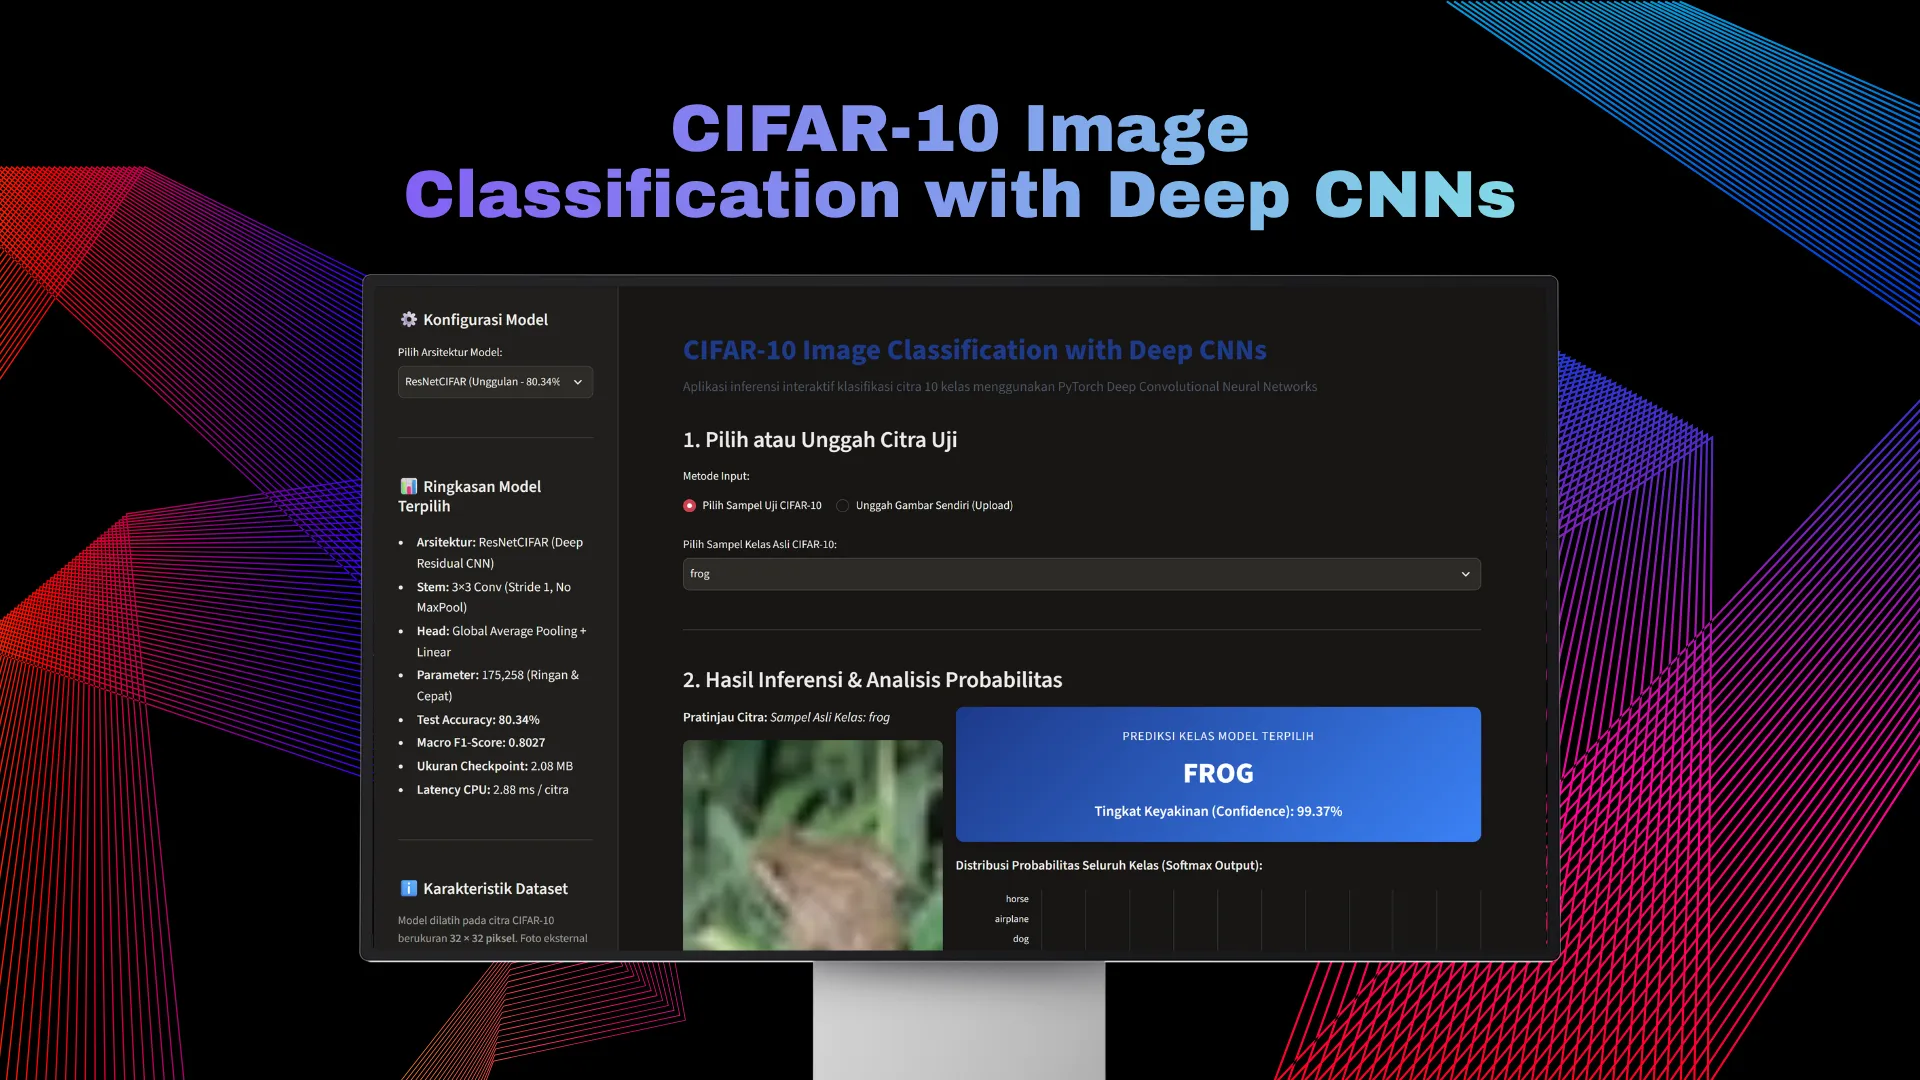 CIFAR-10 Image
Classification with Deep CNNs
Konfigurasi Model
Pilih Arsitektur Model:
ResNetCIFAR (Unggulan - 80.34%
Ringkasan Model
Terpilih
• Arsitektur: ResNetCIFAR (Deep
Residual CNN)
• Stem: 3×3 Conv (Stride 1, No
MaxPool)
• Head: Global Average Pooling +
Linear
• Parameter: 175,258 (Ringan &
Cepat)
• Test Accuracy: 80.34%
• Macro F1-Score: 0.8027
• Ukuran Checkpoint: 2.08 MB
• Latency CPU: 2.88 ms / citra
Karakteristik Dataset
Model dilatih pada citra CIFAR-10
berukuran 32 × 32 piksel. Foto eksternal
CIFAR-10 Image Classification with Deep CNNs
Aplikasi inferensi interaktif klasifikasi citra 10 kelas menggunakan PyTorch Deep Convolutional Neural Networks
1. Pilih atau Unggah Citra Uji
Metode Input:
Pilih Sampel Uji CIFAR-10 Unggah Gambar Sendiri (Upload)
Pilih Sampel Kelas Asli CIFAR-10:
frog
2. Hasil Inferensi & Analisis Probabilitas
Pratinjau Citra: Sampel Asli Kelas: frog
PREDIKSI KELAS MODEL TERPILIH
FROG
Tingkat Keyakinan (Confidence): 99.37%
Distribusi Probabilitas Seluruh Kelas (Softmax Output):
horse
airplane
dog